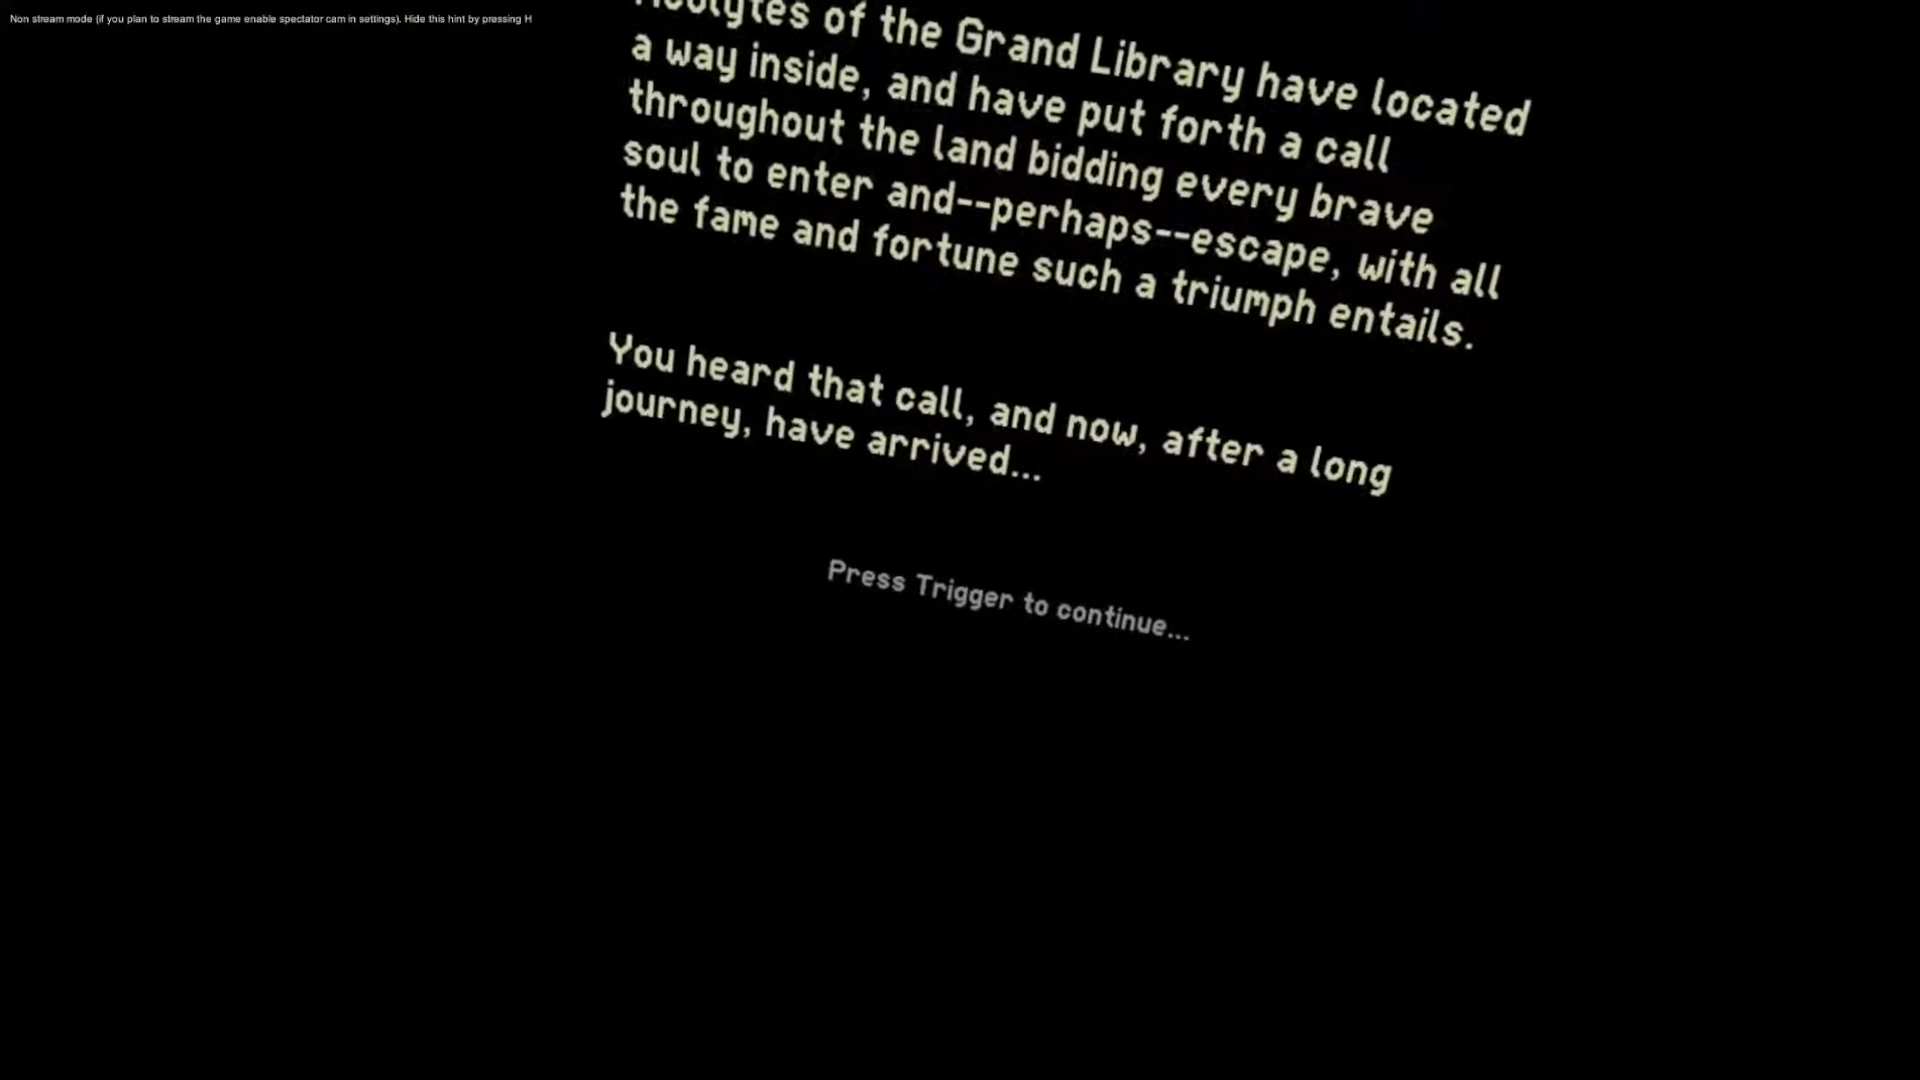 Non stream mode (if you plan to stream the game enable spectator cam in settings). Hide this hint by pressing H
of the Grand Library have located
a way inside, and have put forth a call
throughout the land bidding every brave
soul to enter and--perhaps--escape, with all
the fame and fortune such a triumph entails.
You heard that call, and now, after a long
journey, have arrived...
Press Trigger to continue...